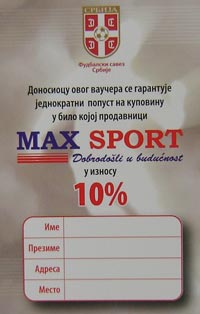 СРБИЈА
Фудбалски савез
Србије
Доносиоцу овог ваучера се гарантује
једнократни попуст на куповину
у било којој продавници
MAX SPORT
Dobrodošli u budućnost
у износу
10%
Име
Презиме
Адреса
Место